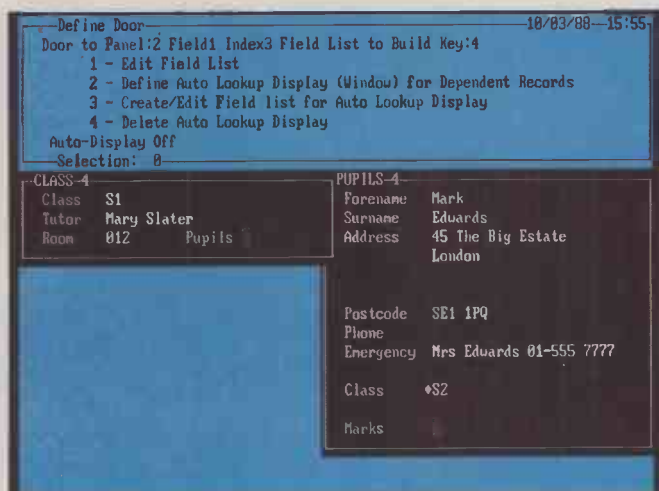 Define Door 10/03/88 15:55
Door to Panel:2 Field1 Index3 Field List to Build Key:4
1 - Edit Field List
2 - Define Auto Lookup Display (Window) for Dependent Records
3 - Create/Edit Field list for Auto Lookup Display
4 - Delete Auto Lookup Display
Auto-Display Off
Selection: 0
CLASS-4
Class S1
Tutor Mary Slater
Room 012 Pupils
PUPILS-4
Forename Mark
Surname Edwards
Address 45 The Big Estate
London
Postcode SE1 1PQ
Phone
Emergency Mrs Edwards 01-555 7777
Class ♦S2
Marks